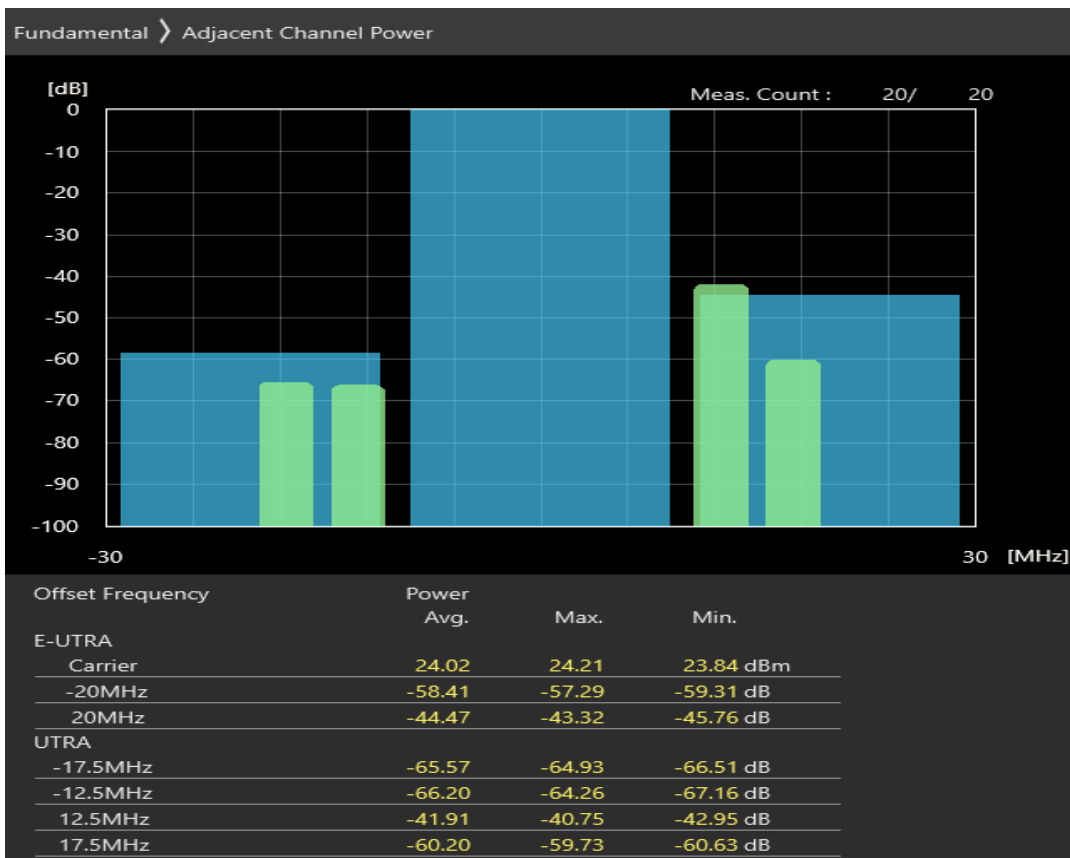 Fundamental 〉 Adjacent Channel Power
[dB]
Meas. Count : 20/ 20
0
-10
-20
-30
-40
-50
-60
-70
-80
-90
-100
-30 30 [MHz]
Offset Frequency Power
Avg. Max. Min.
E-UTRA
Carrier 24.02 24.21 23.84 dBm
-20MHz -58.41 -57.29 -59.31 dB
20MHz -44.47 -43.32 -45.76 dB
UTRA
-17.5MHz -65.57 -64.93 -66.51 dB
-12.5MHz -66.20 -64.26 -67.16 dB
12.5MHz -41.91 -40.75 -42.95 dB
17.5MHz -60.20 -59.73 -60.63 dB